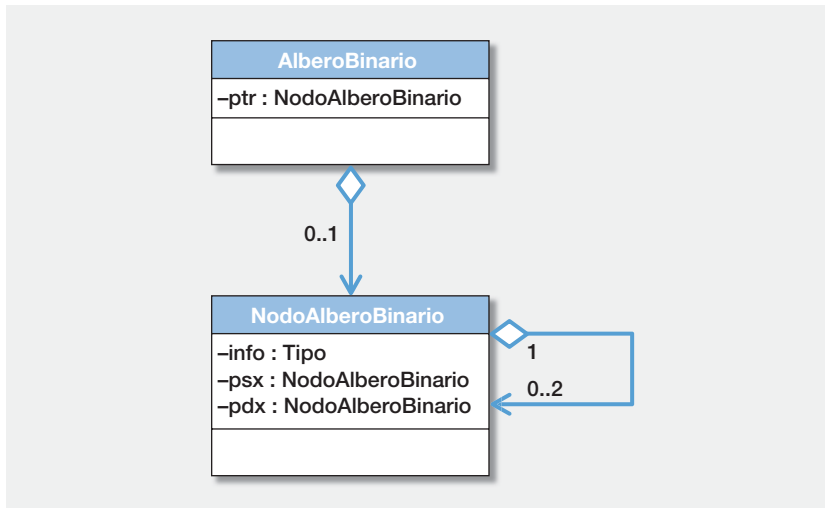 AlberoBinario
–ptr : NodoAlberoBinario
0..1
NodoAlberoBinario
–info : Tipo
–psx : NodoAlberoBinario
–pdx : NodoAlberoBinario
1
0..2